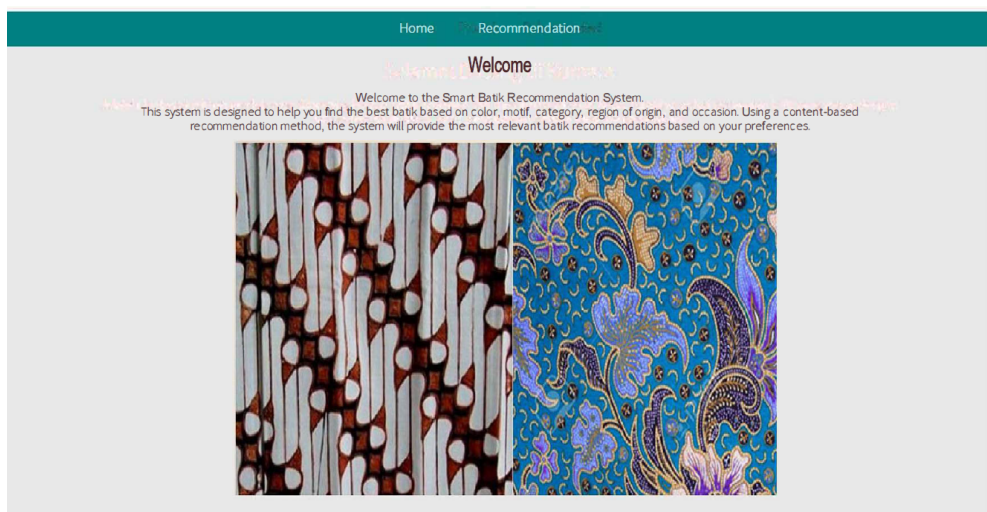 Home Recommendation
Welcome
Welcome to the Smart Batik Recommendation System.
This system is designed to help you find the best batik based on color, motif, category, region of origin, and occasion. Using a content-based
recommendation method, the system will provide the most relevant batik recommendations based on your preferences.